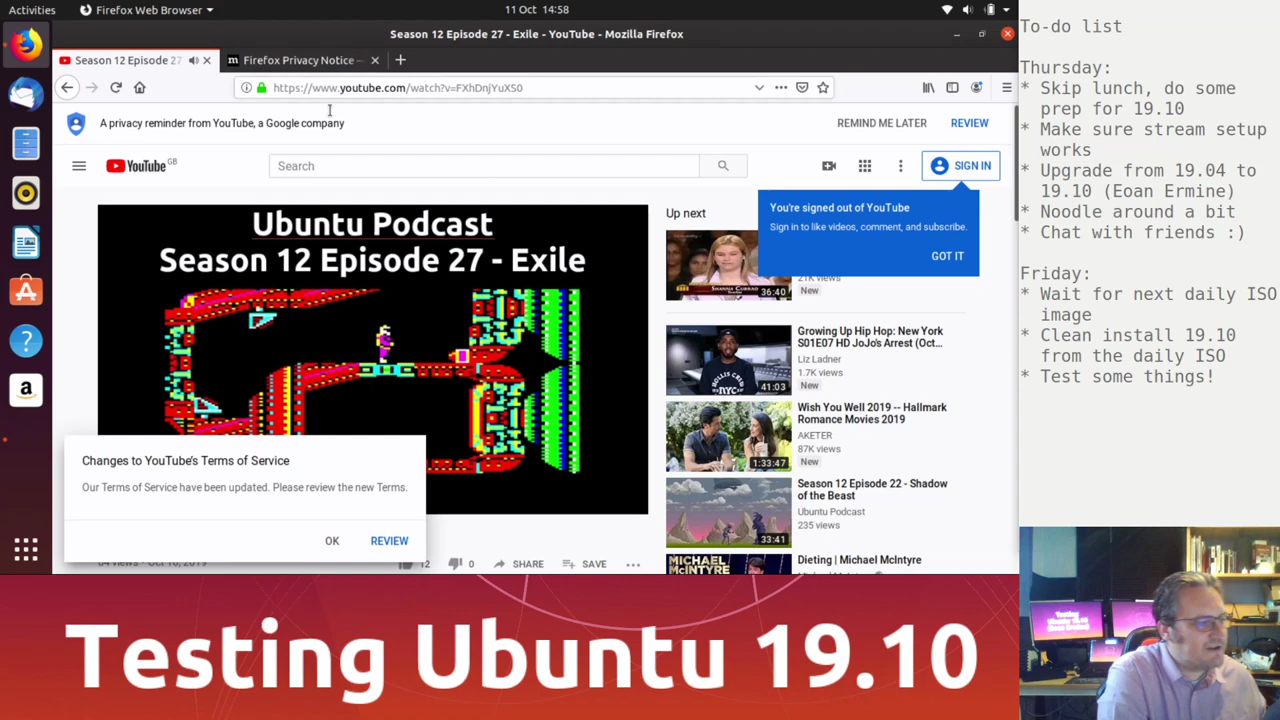 Activities
Firefox Web Browser
11 Oct 14:58
Season 12 Episode 27 - Exile - YouTube - Mozilla Firefox
Season 12 Episode 27
Firefox Privacy Notice —
https://www.youtube.com/watch?v=FXhDnjYuXS0
A privacy reminder from YouTube, a Google company
REMIND ME LATER
REVIEW
YouTube GB
Search
SIGN IN
You're signed out of YouTube
Sign in to like videos, comment, and subscribe.
GOT IT
Ubuntu Podcast
Season 12 Episode 27 - Exile
Up next
36:40
21K views
New
Growing Up Hip Hop: New York
S01E07 HD JoJo's Arrest (Oct...
Liz Ladner
1.7K views
New
41:03
Wish You Well 2019 -- Hallmark
Romance Movies 2019
AKETER
87K views
New
1:33:47
Season 12 Episode 22 - Shadow
of the Beast
Ubuntu Podcast
235 views
33:41
Dieting | Michael McIntyre
MICHAEL
Changes to YouTube's Terms of Service
Our Terms of Service have been updated. Please review the new Terms.
OK
REVIEW
12
0
SHARE
SAVE
To-do list
Thursday:
* Skip lunch, do some
prep for 19.10
* Make sure stream setup
works
* Upgrade from 19.04 to
19.10 (Eoan Ermine)
* Noodle around a bit
* Chat with friends :)
Friday:
* Wait for next daily ISO
image
* Clean install 19.10
from the daily ISO
* Test some things!
Testing Ubuntu 19.10